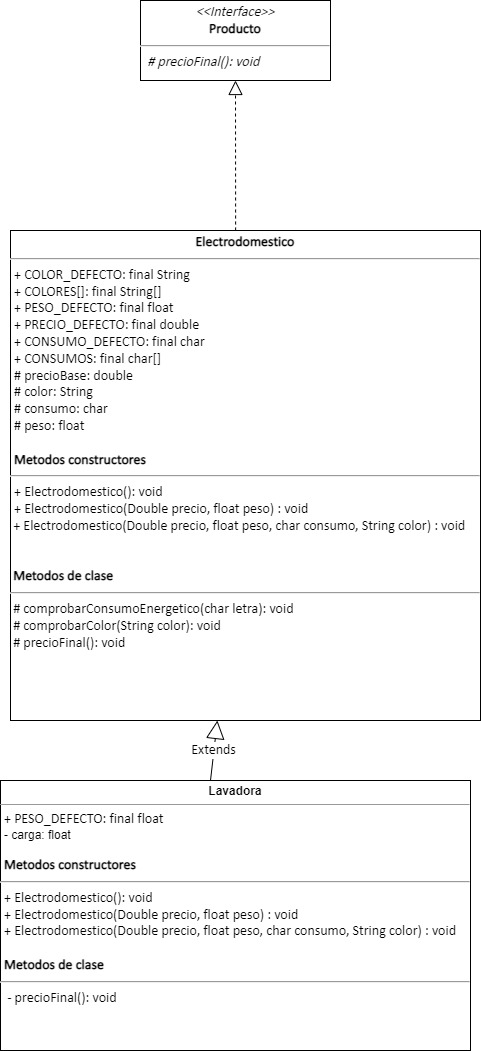 <<Interface>>
Producto
# precioFinal(): void
Electrodomestico
+ COLOR_DEFECTO: final String
+ COLORES[]: final String[]
+ PESO_DEFECTO: final float
+ PRECIO_DEFECTO: final double
+ CONSUMO_DEFECTO: final char
+ CONSUMOS: final char[]
# precioBase: double
# color: String
# consumo: char
# peso: float
Metodos constructores
+ Electrodomestico(): void
+ Electrodomestico(Double precio, float peso) : void
+ Electrodomestico(Double precio, float peso, char consumo, String color) : void
Metodos de clase
# comprobarConsumoEnergetico(char letra): void
# comprobarColor(String color): void
# precioFinal(): void
Extends
Lavadora
+ PESO_DEFECTO: final float
- carga: float
Metodos constructores
+ Electrodomestico(): void
+ Electrodomestico(Double precio, float peso) : void
+ Electrodomestico(Double precio, float peso, char consumo, String color) : void
Metodos de clase
- precioFinal(): void